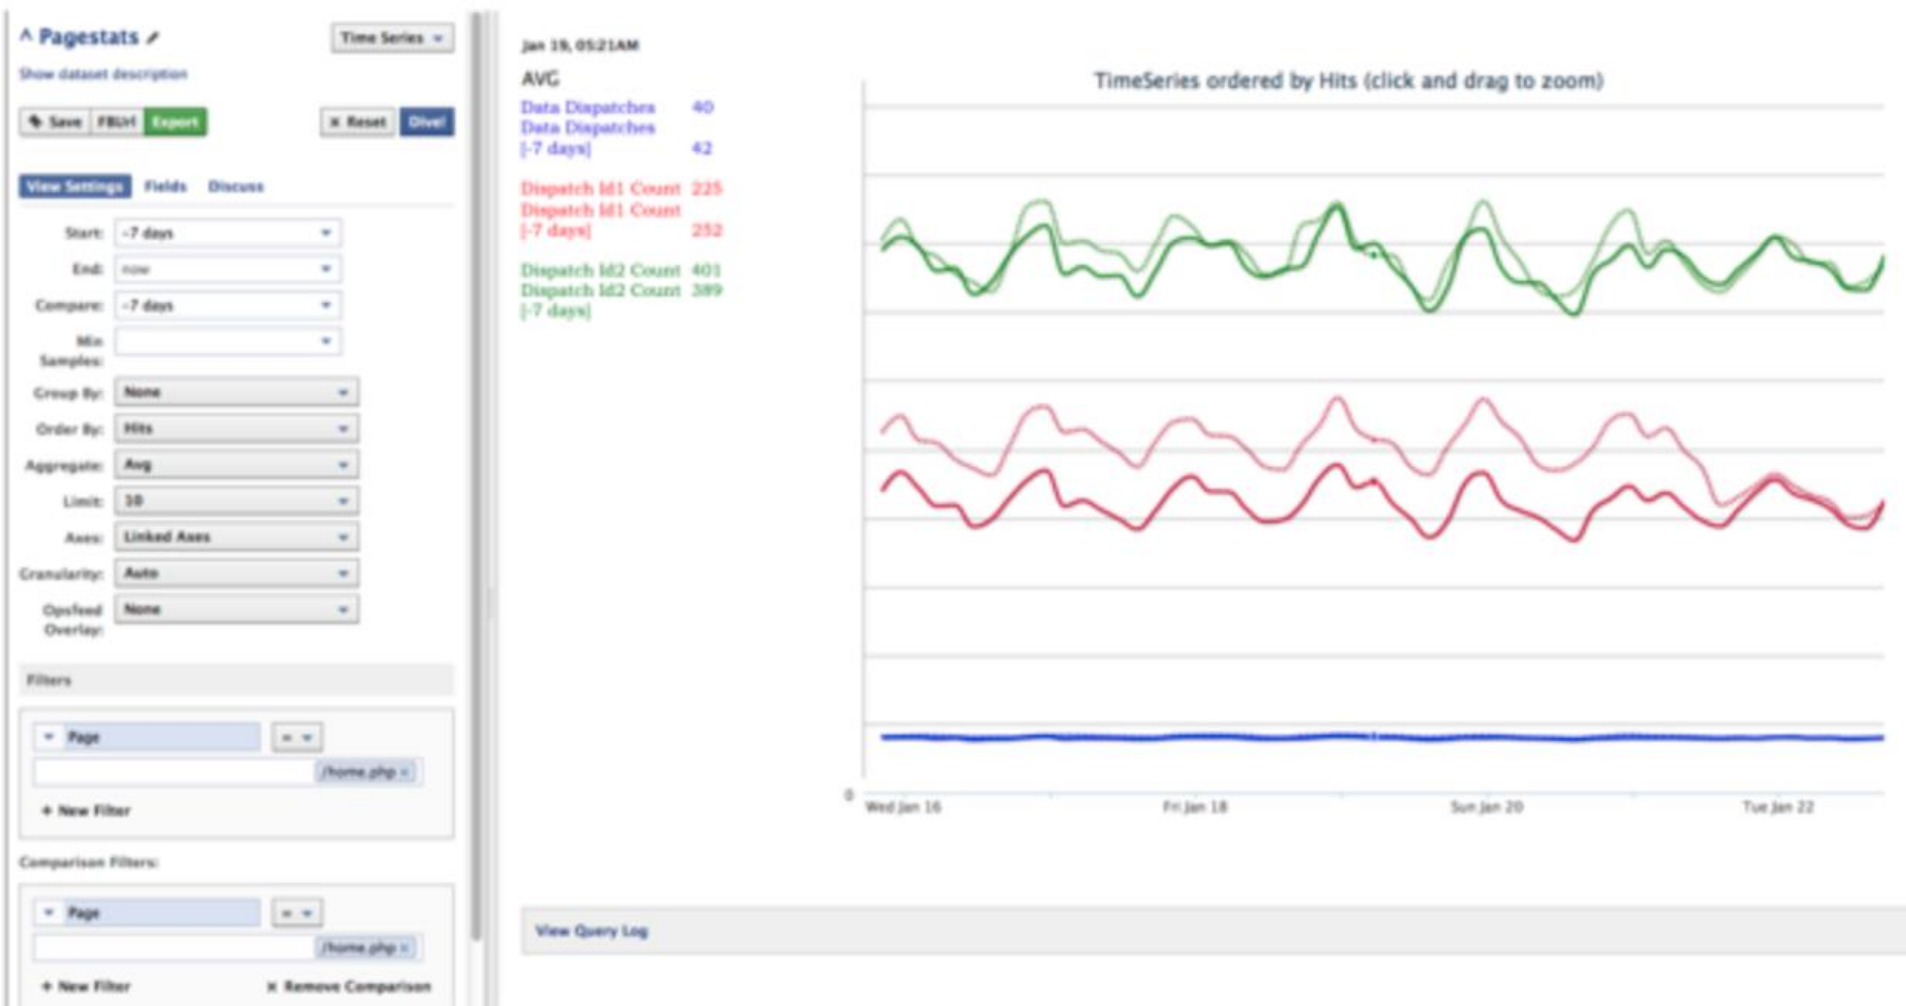 ^ Pagestats
Time Series
Show dataset description
Save FBUrl Export
x Reset Dive!
View Settings Fields Discuss
Start: -7 days
End: now
Compare: -7 days
Min Samples:
Group By: None
Order By: Hits
Aggregate: Avg
Limit: 10
Axes: Linked Axes
Granularity: Auto
Opsfeed Overlay: None
Filters
Page =
/home.php x
+ New Filter
Comparison Filters:
Page =
/home.php x
+ New Filter x Remove Comparison
Jan 19, 05:21AM
AVG
Data Dispatches 40
Data Dispatches
[-7 days] 42
Dispatch Id1 Count 225
Dispatch Id1 Count
[-7 days] 252
Dispatch Id2 Count 401
Dispatch Id2 Count 389
[-7 days]
TimeSeries ordered by Hits (click and drag to zoom)
0
Wed Jan 16 Fri Jan 18 Sun Jan 20 Tue Jan 22
View Query Log